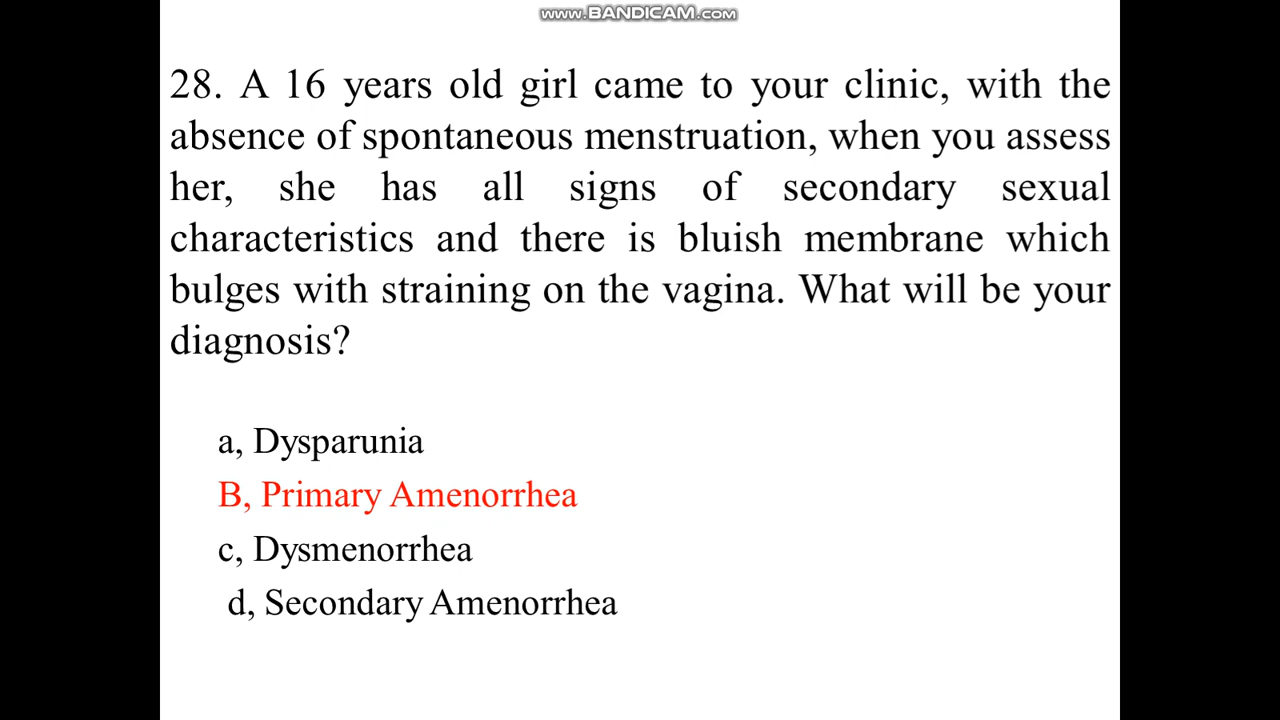 www.BANDICAM.com
28. A 16 years old girl came to your clinic, with the
absence of spontaneous menstruation, when you assess
her, she has all signs of secondary sexual
characteristics and there is bluish membrane which
bulges with straining on the vagina. What will be your
diagnosis?
a, Dysparunia
B, Primary Amenorrhea
c, Dysmenorrhea
d, Secondary Amenorrhea